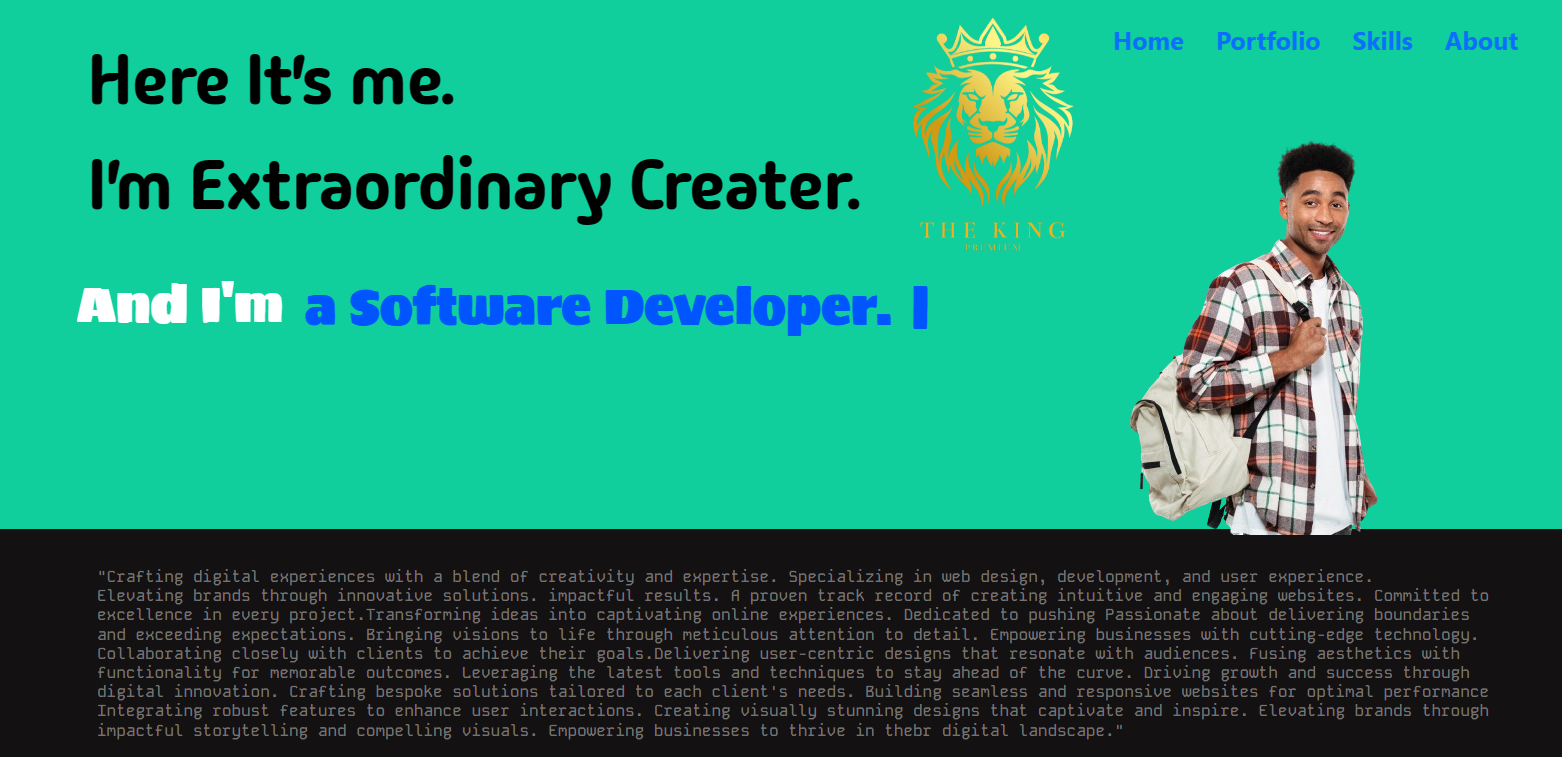 Home Portfolio Skills About
Here It's me.
I'm Extraordinary Creater.
THE KING
PREMIUM
And I'm a Software Developer. |
"Crafting digital experiences with a blend of creativity and expertise. Specializing in web design, development, and user experience.
Elevating brands through innovative solutions. impactful results. A proven track record of creating intuitive and engaging websites. Committed to
excellence in every project.Transforming ideas into captivating online experiences. Dedicated to pushing Passionate about delivering boundaries
and exceeding expectations. Bringing visions to life through meticulous attention to detail. Empowering businesses with cutting-edge technology.
Collaborating closely with clients to achieve their goals.Delivering user-centric designs that resonate with audiences. Fusing aesthetics with
functionality for memorable outcomes. Leveraging the latest tools and techniques to stay ahead of the curve. Driving growth and success through
digital innovation. Crafting bespoke solutions tailored to each client's needs. Building seamless and responsive websites for optimal performance
Integrating robust features to enhance user interactions. Creating visually stunning designs that captivate and inspire. Elevating brands through
impactful storytelling and compelling visuals. Empowering businesses to thrive in thebr digital landscape."